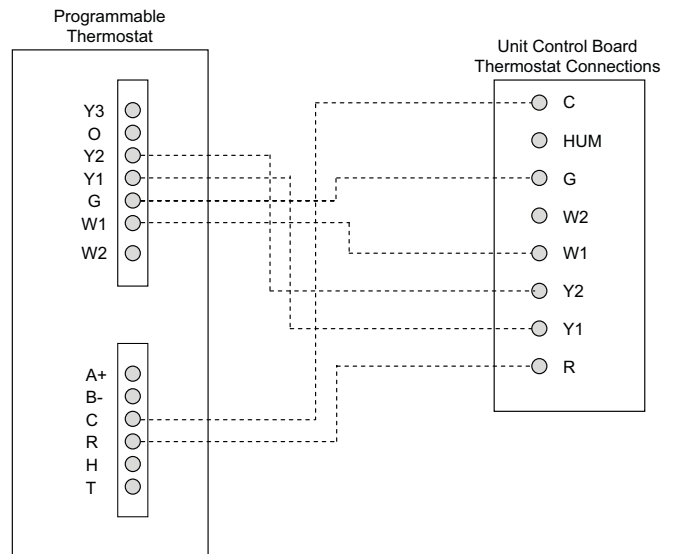 Programmable
Thermostat
Y3
O
Y2
Y1
G
W1
W2
A+
B-
C
R
H
T
Unit Control Board
Thermostat Connections
C
HUM
G
W2
W1
Y2
Y1
R